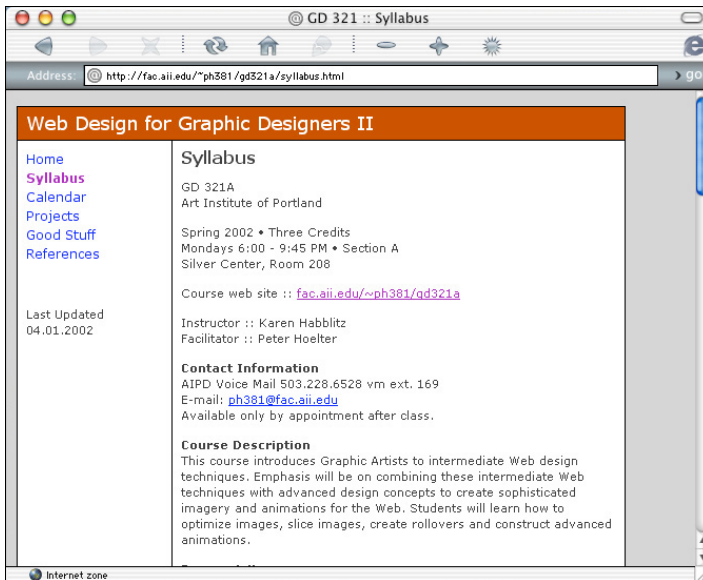 @ GD 321 :: Syllabus
Address: @ http://fac.aii.edu/~ph381/gd321a/syllabus.html
go
Web Design for Graphic Designers II
Home
Syllabus
Calendar
Projects
Good Stuff
References
Last Updated
04.01.2002
Syllabus
GD 321A
Art Institute of Portland
Spring 2002 • Three Credits
Mondays 6:00 - 9:45 PM • Section A
Silver Center, Room 208
Course web site :: fac.aii.edu/~ph381/gd321a
Instructor :: Karen Habblitz
Facilitator :: Peter Hoelter
Contact Information
AIPD Voice Mail 503.228.6528 vm ext. 169
E-mail: ph381@fac.aii.edu
Available only by appointment after class.
Course Description
This course introduces Graphic Artists to intermediate Web design
techniques. Emphasis will be on combining these intermediate Web
techniques with advanced design concepts to create sophisticated
imagery and animations for the Web. Students will learn how to
optimize images, slice images, create rollovers and construct advanced
animations.
Internet zone